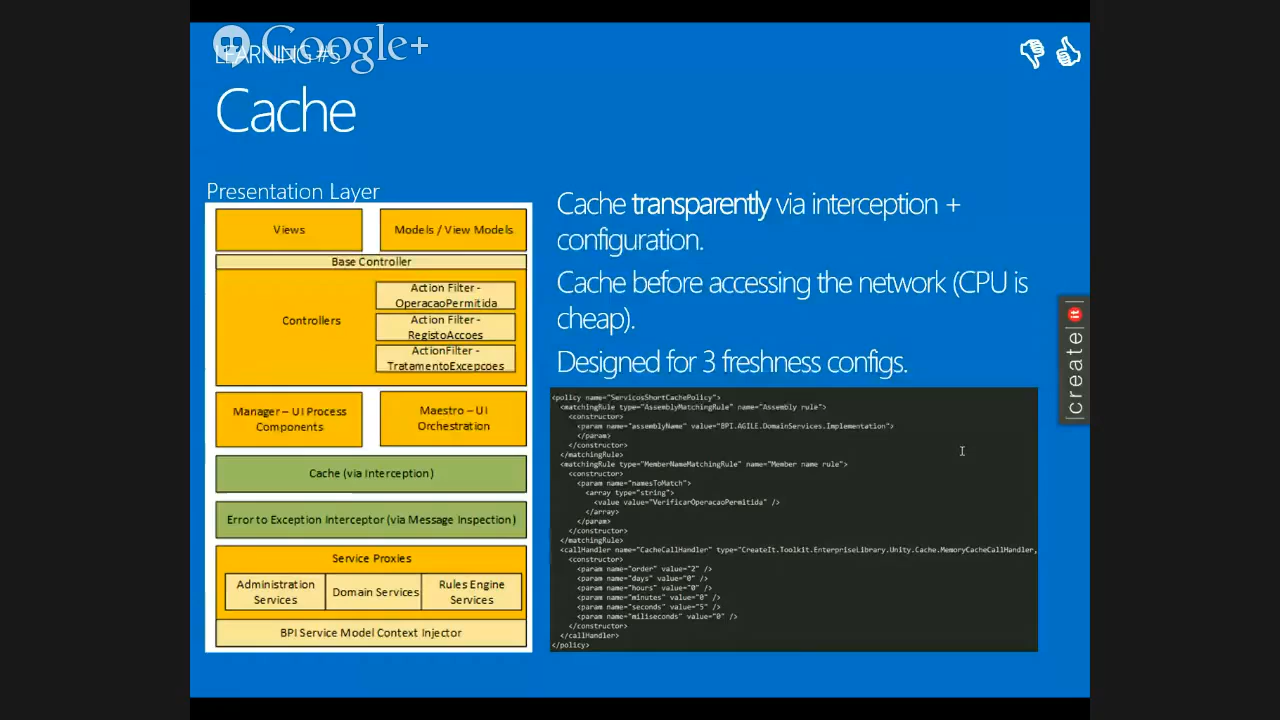 Google+
LEARNING #5
Cache
Presentation Layer
Views
Models / View Models
Base Controller
Controllers
Action Filter -
OperacaoPermitida
Action Filter -
RegistoAccoes
ActionFilter -
TratamentoExcepcoes
Manager – UI Process
Components
Maestro – UI
Orchestration
Cache (via Interception)
Error to Exception Interceptor (via Message Inspection)
Service Proxies
Administration
Services
Domain Services
Rules Engine
Services
BPI Service Model Context Injector
Cache transparently via interception +
configuration.
Cache before accessing the network (CPU is
cheap).
Designed for 3 freshness configs.
<policy name="ServicosShortCachePolicy">
<matchingRule type="AssemblyMatchingRule" name="Assembly rule">
<constructor>
<param name="assemblyName" value="BPI.AGILE.DomainServices.Implementation">
</param>
</constructor>
</matchingRule>
<matchingRule type="MemberNameMatchingRule" name="Member name rule">
<constructor>
<param name="namesToMatch">
<array type="string">
<value value="VerificarOperacaoPermitida" />
</array>
</param>
</constructor>
</matchingRule>
<callHandler name="CacheCallHandler" type="CreateIt.Toolkit.EnterpriseLibrary.Unity.Cache.MemoryCacheCallHandler,
<constructor>
<param name="order" value="2" />
<param name="days" value="0" />
<param name="hours" value="0" />
<param name="minutes" value="0" />
<param name="seconds" value="5" />
<param name="miliseconds" value="0" />
</constructor>
</callHandler>
</policy>
|create| it